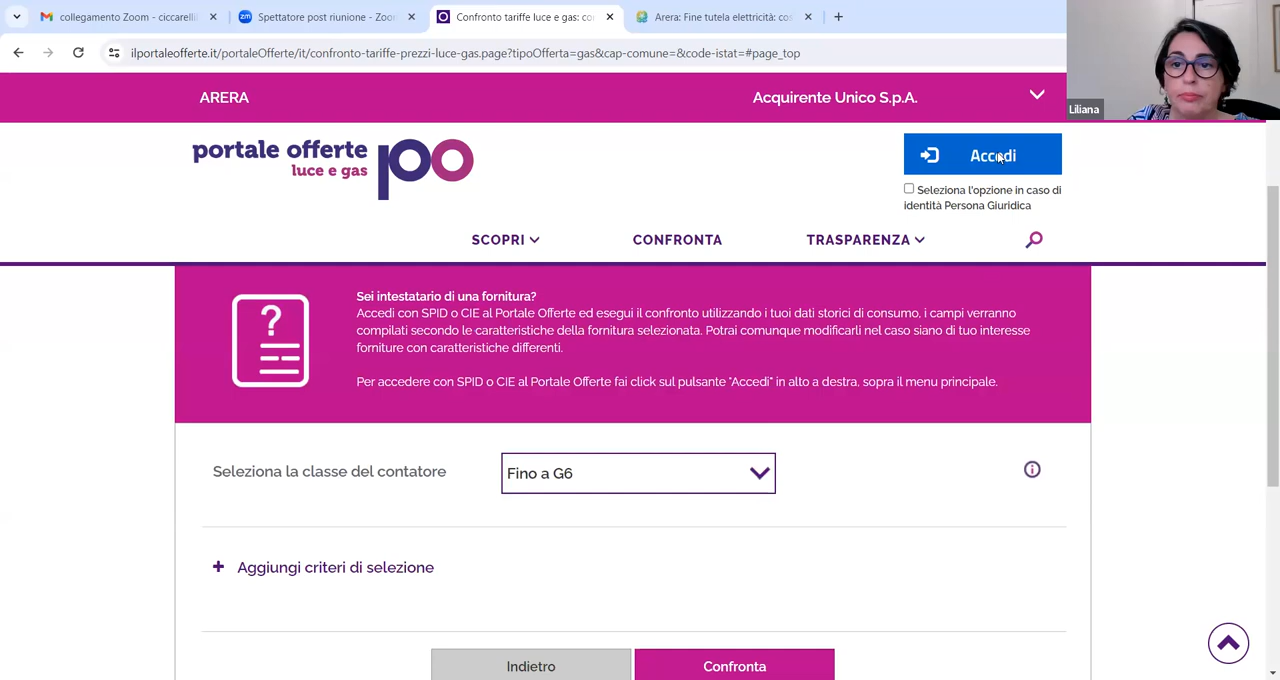 collegamento Zoom - ciccarelli
Spettatore post riunione - Zoom
Confronto tariffe luce e gas: co
Arera: Fine tutela elettricità: cos
ilportaleofferte.it/portaleOfferte/it/confronto-tariffe-prezzi-luce-gas.page?tipoOfferta=gas&cap-comune=&code-istat=#page_top
Liliana
ARERA
Acquirente Unico S.p.A.
portale offerte
luce e gas
po
Accedi
Seleziona l'opzione in caso di
identità Persona Giuridica
SCOPRI
CONFRONTA
TRASPARENZA
Sei intestatario di una fornitura?
Accedi con SPID o CIE al Portale Offerte ed esegui il confronto utilizzando i tuoi dati storici di consumo, i campi verranno
compilati secondo le caratteristiche della fornitura selezionata. Potrai comunque modificarli nel caso siano di tuo interesse
forniture con caratteristiche differenti.
Per accedere con SPID o CIE al Portale Offerte fai click sul pulsante "Accedi" in alto a destra, sopra il menu principale.
Seleziona la classe del contatore
Fino a G6
+ Aggiungi criteri di selezione
Indietro
Confronta